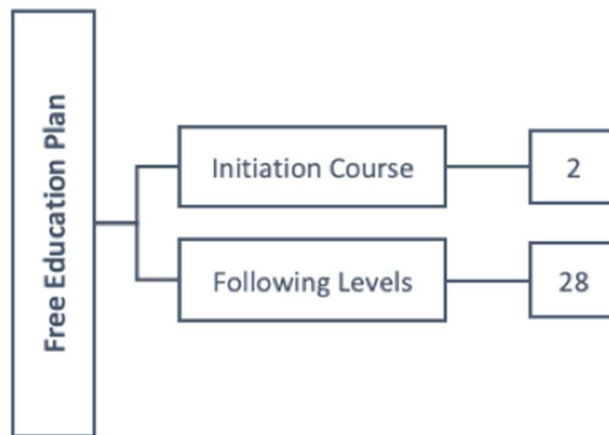 Free Education Plan
Initiation Course
2
Following Levels
28